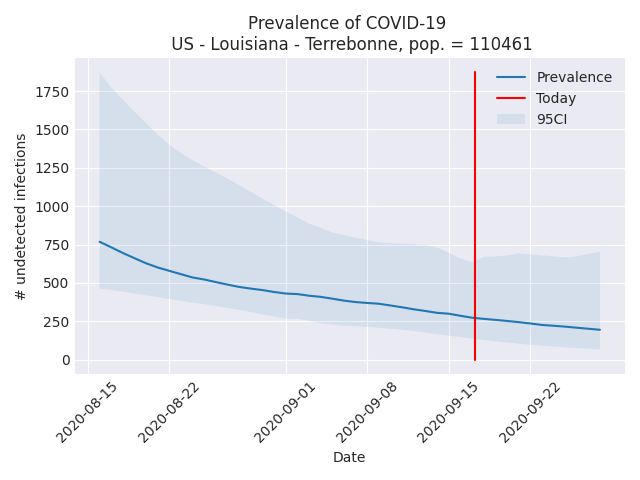 Prevalence of COVID-19
US - Louisiana - Terrebonne, pop. = 110461
Prevalence
Today
95CI
# undetected infections
1750
1500
1250
1000
750
500
250
0
2020-08-15
2020-08-22
2020-09-01
2020-09-08
2020-09-15
2020-09-22
Date